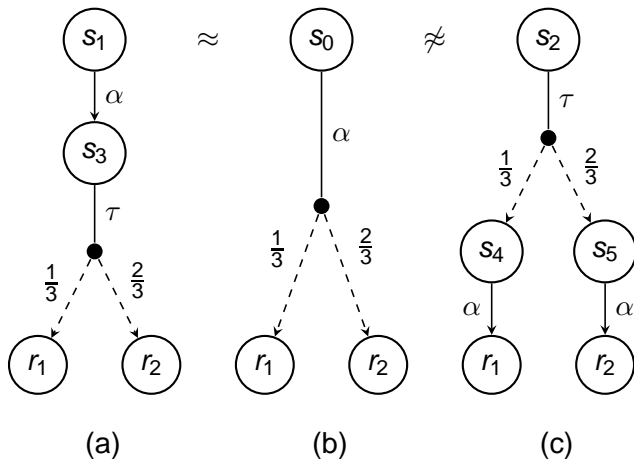 s1 ≈ s0 ≉ s2
α τ
s3 α
τ 1/3 2/3
1/3 2/3 1/3 2/3 s4 s5
α α
r1 r2 r1 r2 r1 r2
(a) (b) (c)